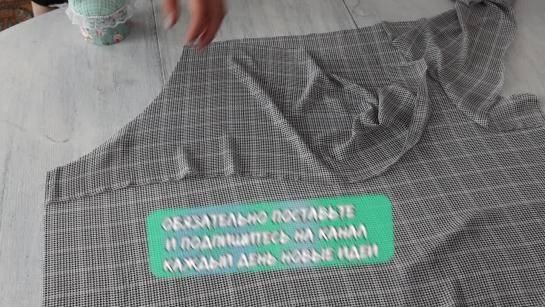 ОБЯЗАТЕЛЬНО ПОСТАВЬТЕ
И ПОДПИШИТЕСЬ НА КАНАЛ
КАЖДЫЙ ДЕНЬ НОВЫЕ ИДЕИ